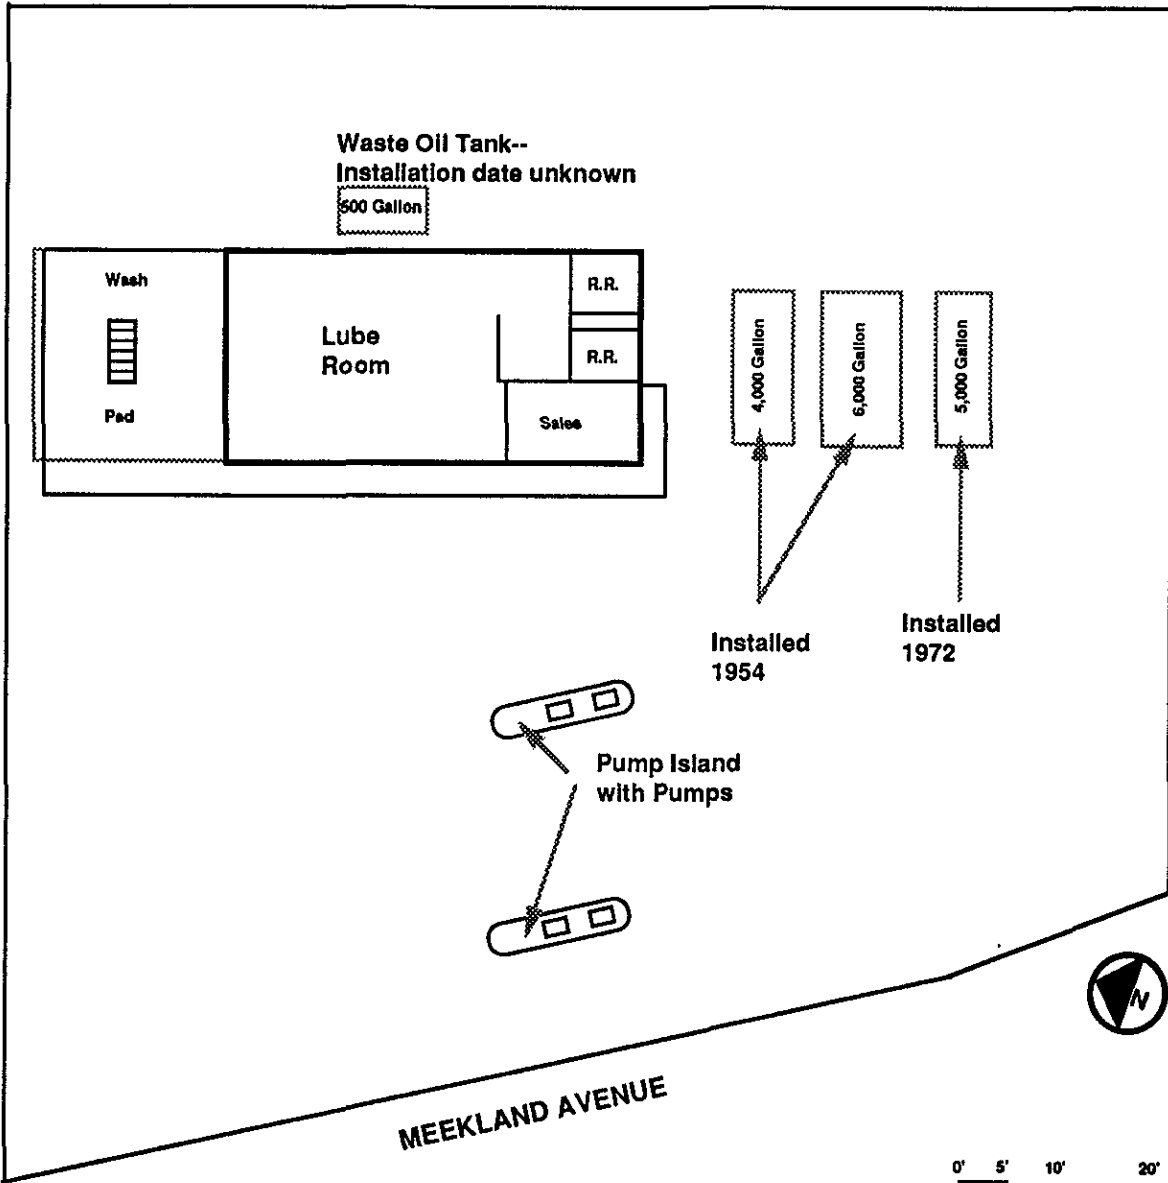 Waste Oil Tank--
Installation date unknown
500 Gallon
Wash
Pad
Lube
Room
R.R.
R.R.
Sales
4,000 Gallon
6,000 Gallon
5,000 Gallon
Installed
1954
Installed
1972
Pump Island
with Pumps
N
MEEKLAND AVENUE
0' 5' 10' 20'